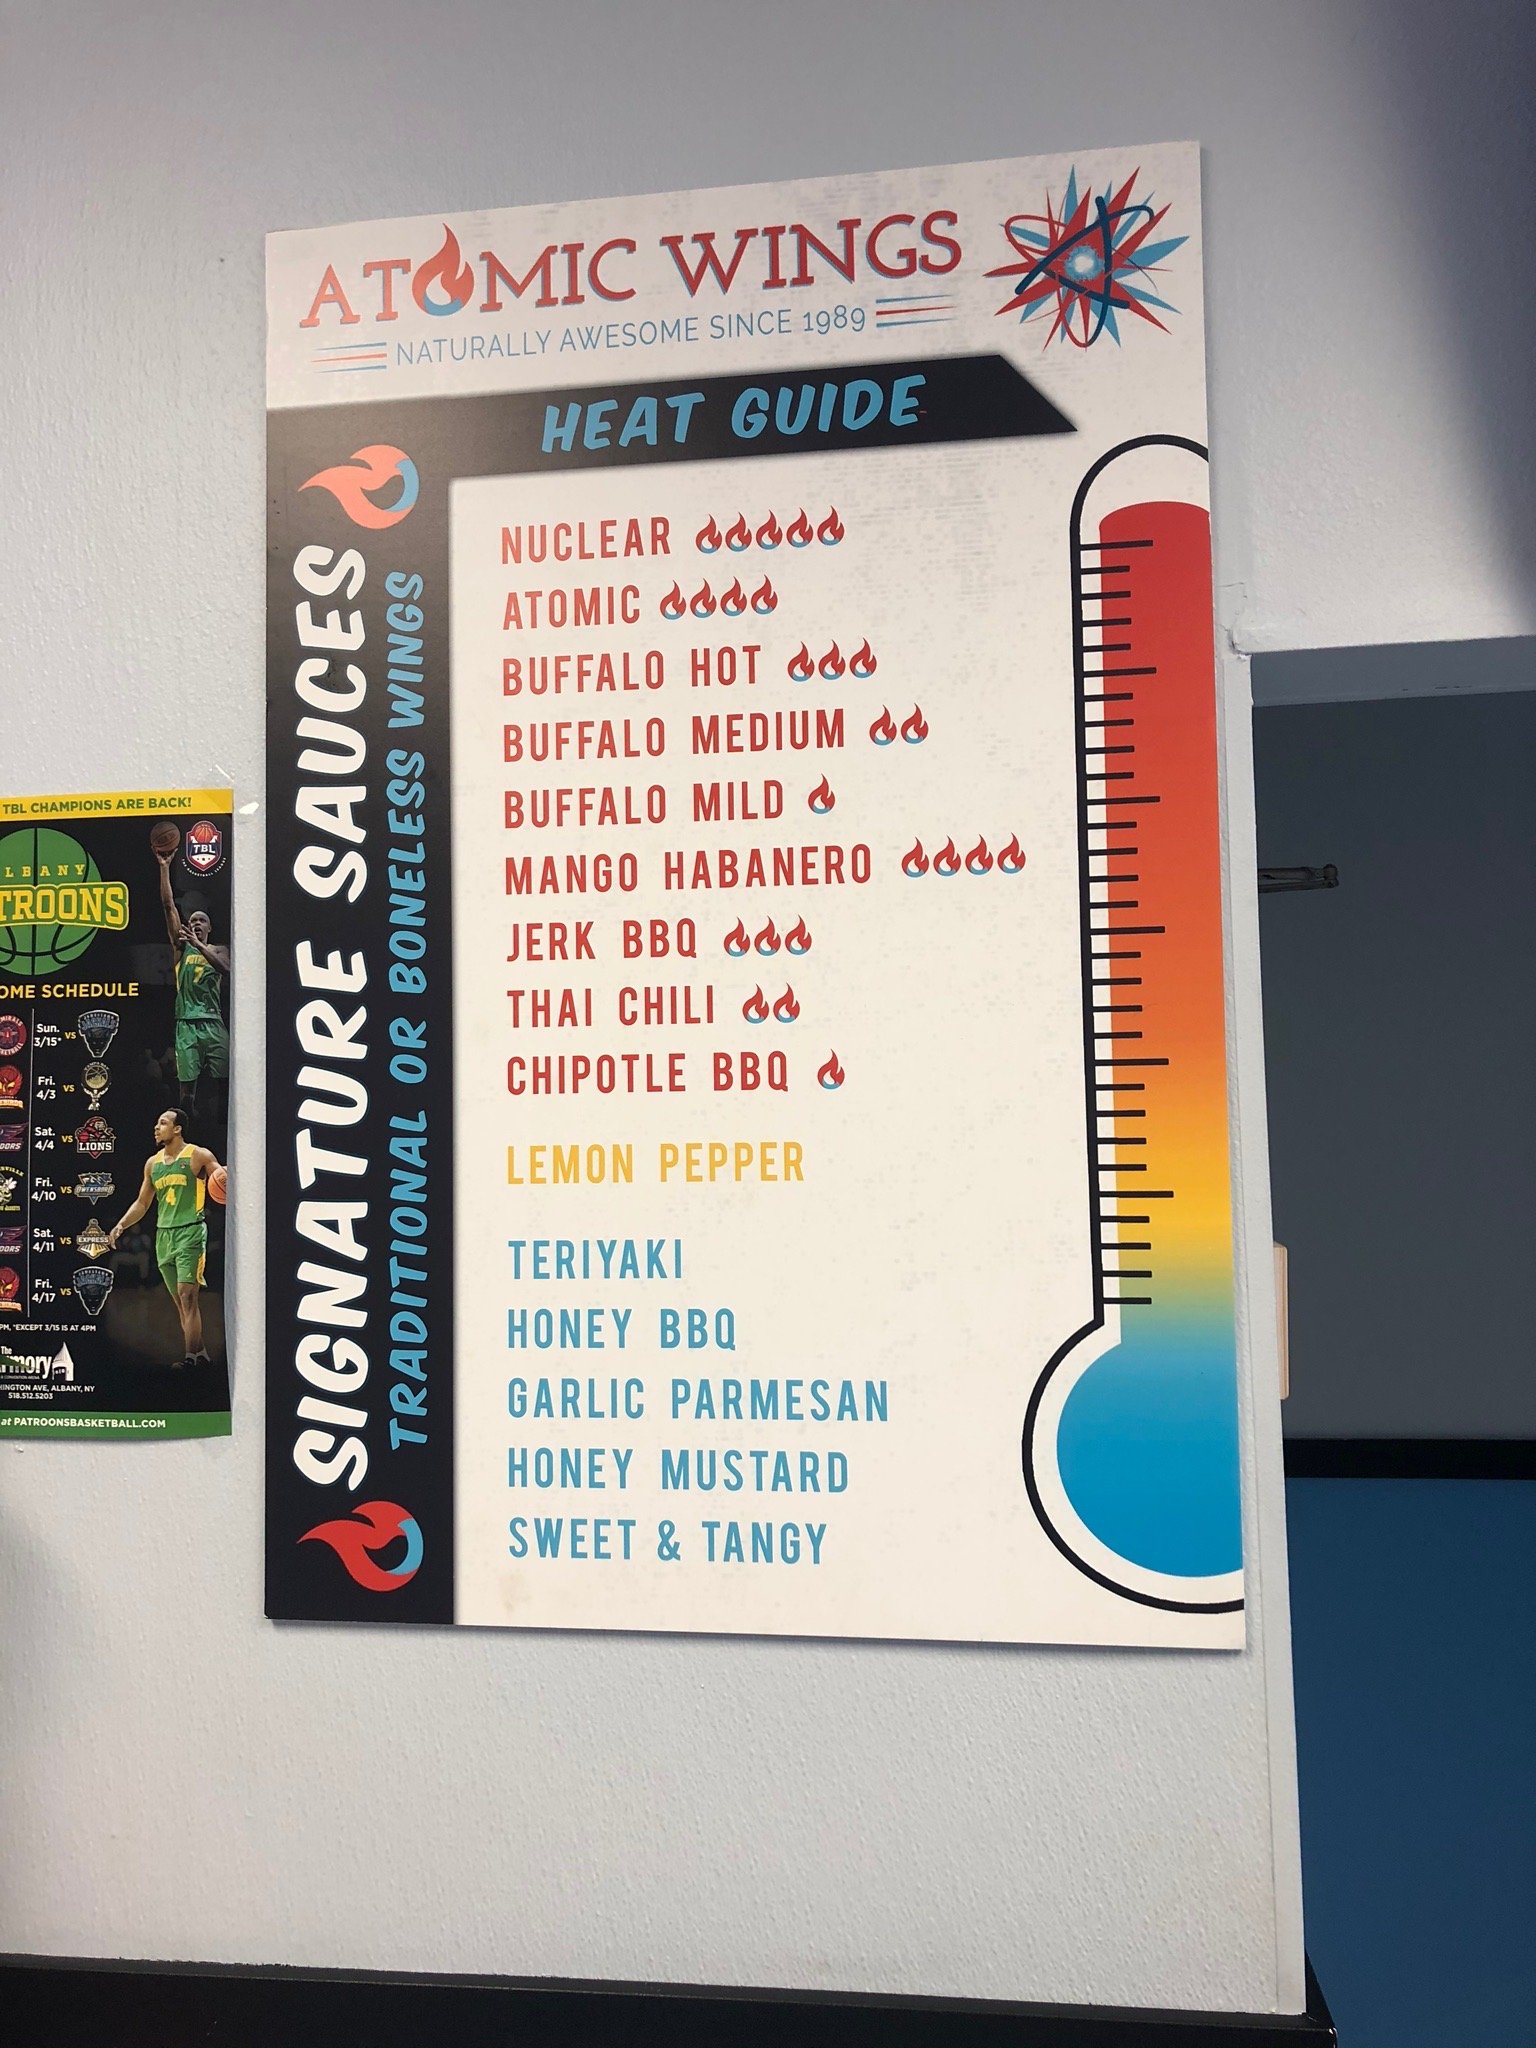 ATOMIC WINGS
NATURALLY AWESOME SINCE 1989
HEAT GUIDE
SIGNATURE SAUCES
TRADITIONAL OR BONELESS WINGS
NUCLEAR
ATOMIC
BUFFALO HOT
BUFFALO MEDIUM
BUFFALO MILD
MANGO HABANERO
JERK BBQ
THAI CHILI
CHIPOTLE BBQ
LEMON PEPPER
TERIYAKI
HONEY BBQ
GARLIC PARMESAN
HONEY MUSTARD
SWEET & TANGY
TBL CHAMPIONS ARE BACK!
TBL
LBANY
TROONS
OME SCHEDULE
Sun.
3/15* vs
Fri.
4/3 vs
Sat.
4/4 vs LIONS
Fri.
4/10 vs
Sat.
4/11 vs EXPRESS
Fri.
4/17 vs
PM, *EXCEPT 3/15 IS AT 4PM
The
rmory
HINGTON AVE, ALBANY, NY
518.512.5203
at PATROONSBASKETBALL.COM